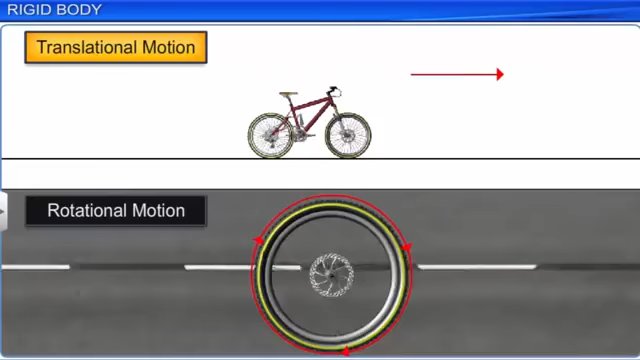 RIGID BODY
Translational Motion
Rotational Motion